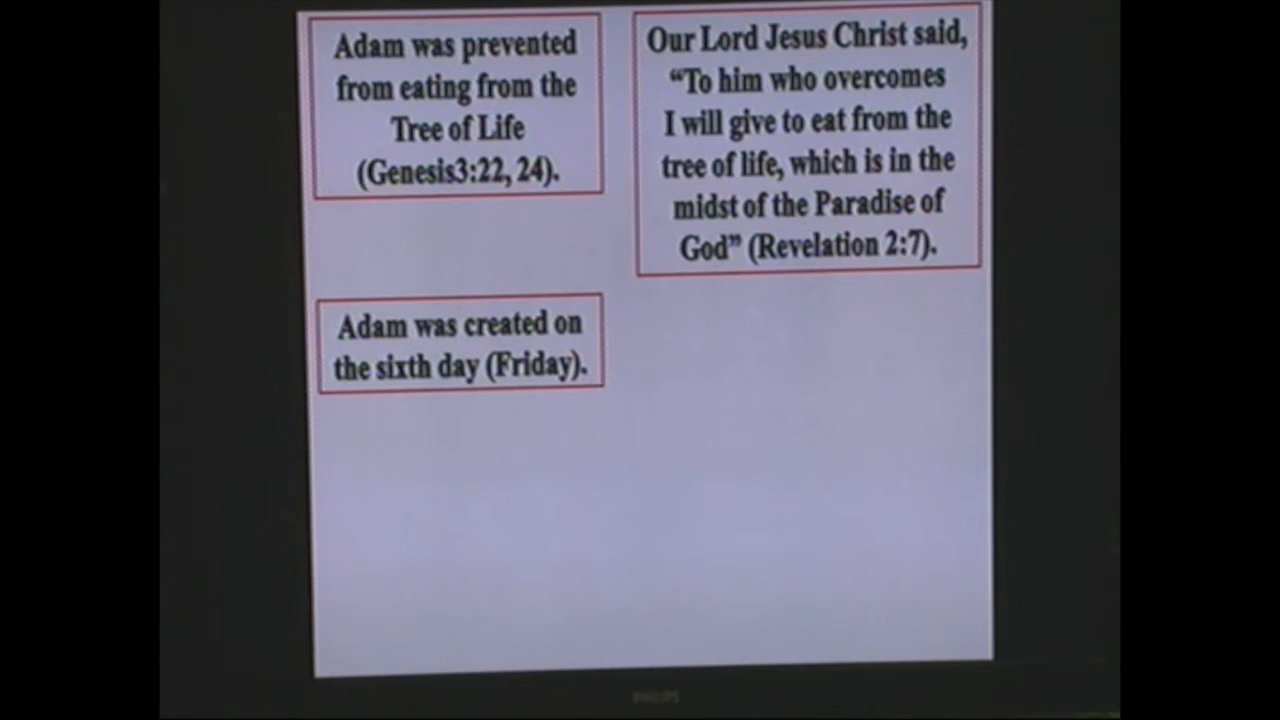 Adam was prevented
from eating from the
Tree of Life
(Genesis3:22, 24).
Our Lord Jesus Christ said,
“To him who overcomes
I will give to eat from the
tree of life, which is in the
midst of the Paradise of
God” (Revelation 2:7).
Adam was created on
the sixth day (Friday).
PHILIPS